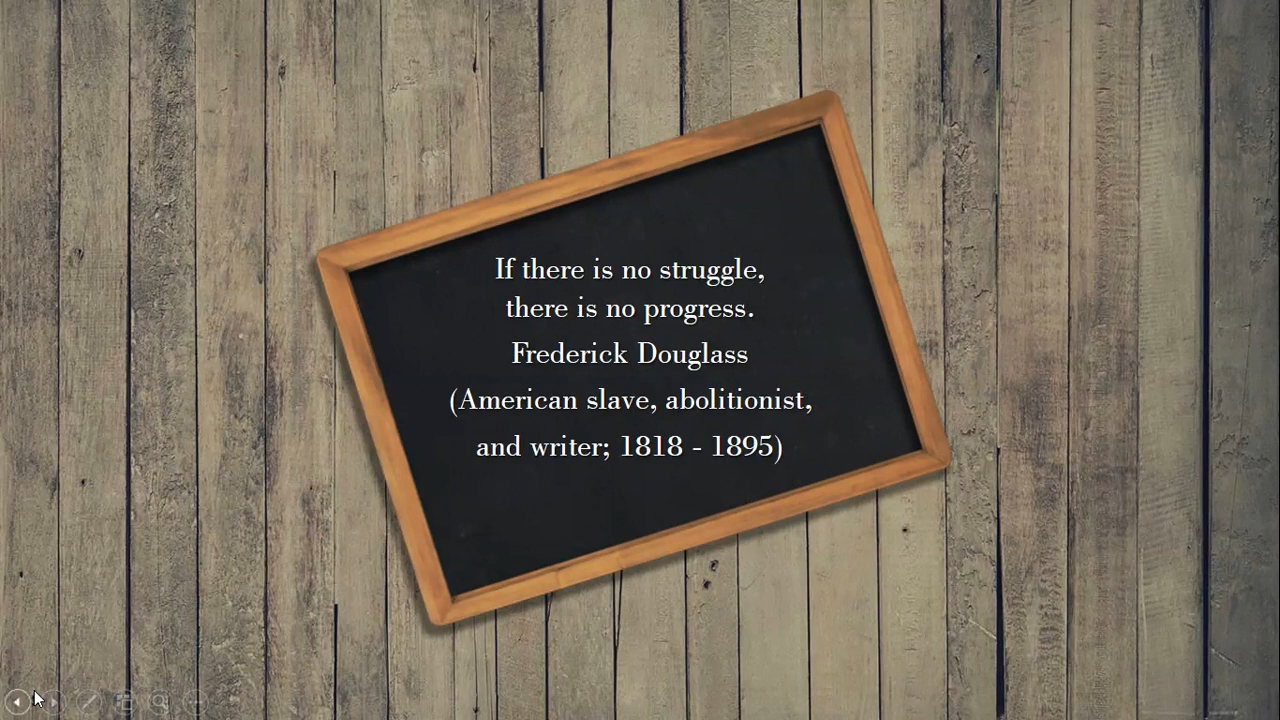 If there is no struggle,
there is no progress.
Frederick Douglass
(American slave, abolitionist,
and writer; 1818 - 1895)